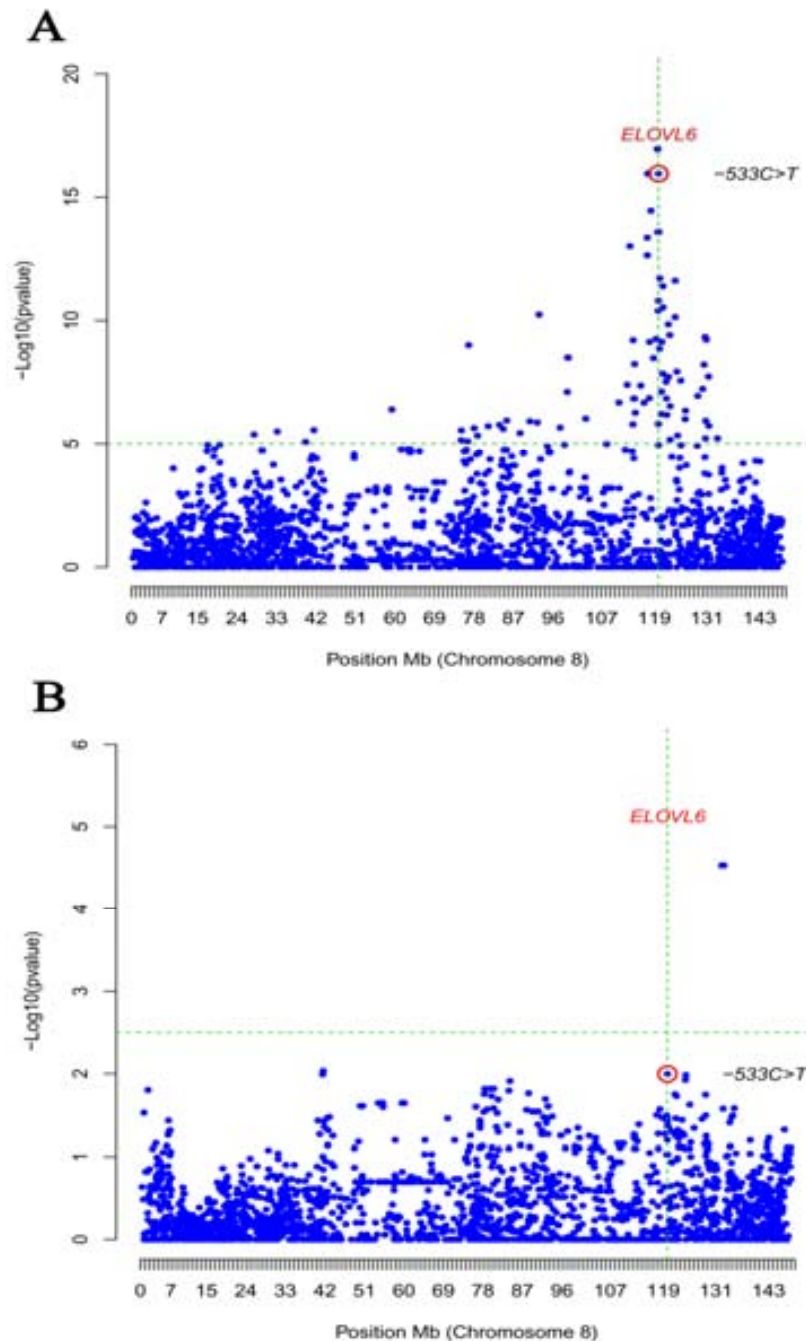 A
20
ELOVL6
−533C>T
15
10
5
0
−Log10(pvalue)
0 7 15 24 33 42 51 60 69 78 87 96 107 119 131 143
Position Mb (Chromosome 8)
B
6
ELOVL6
5
4
3
2
−533C>T
1
0
−Log10(pvalue)
0 7 15 24 33 42 51 60 69 78 87 96 107 119 131 143
Position Mb (Chromosome 8)